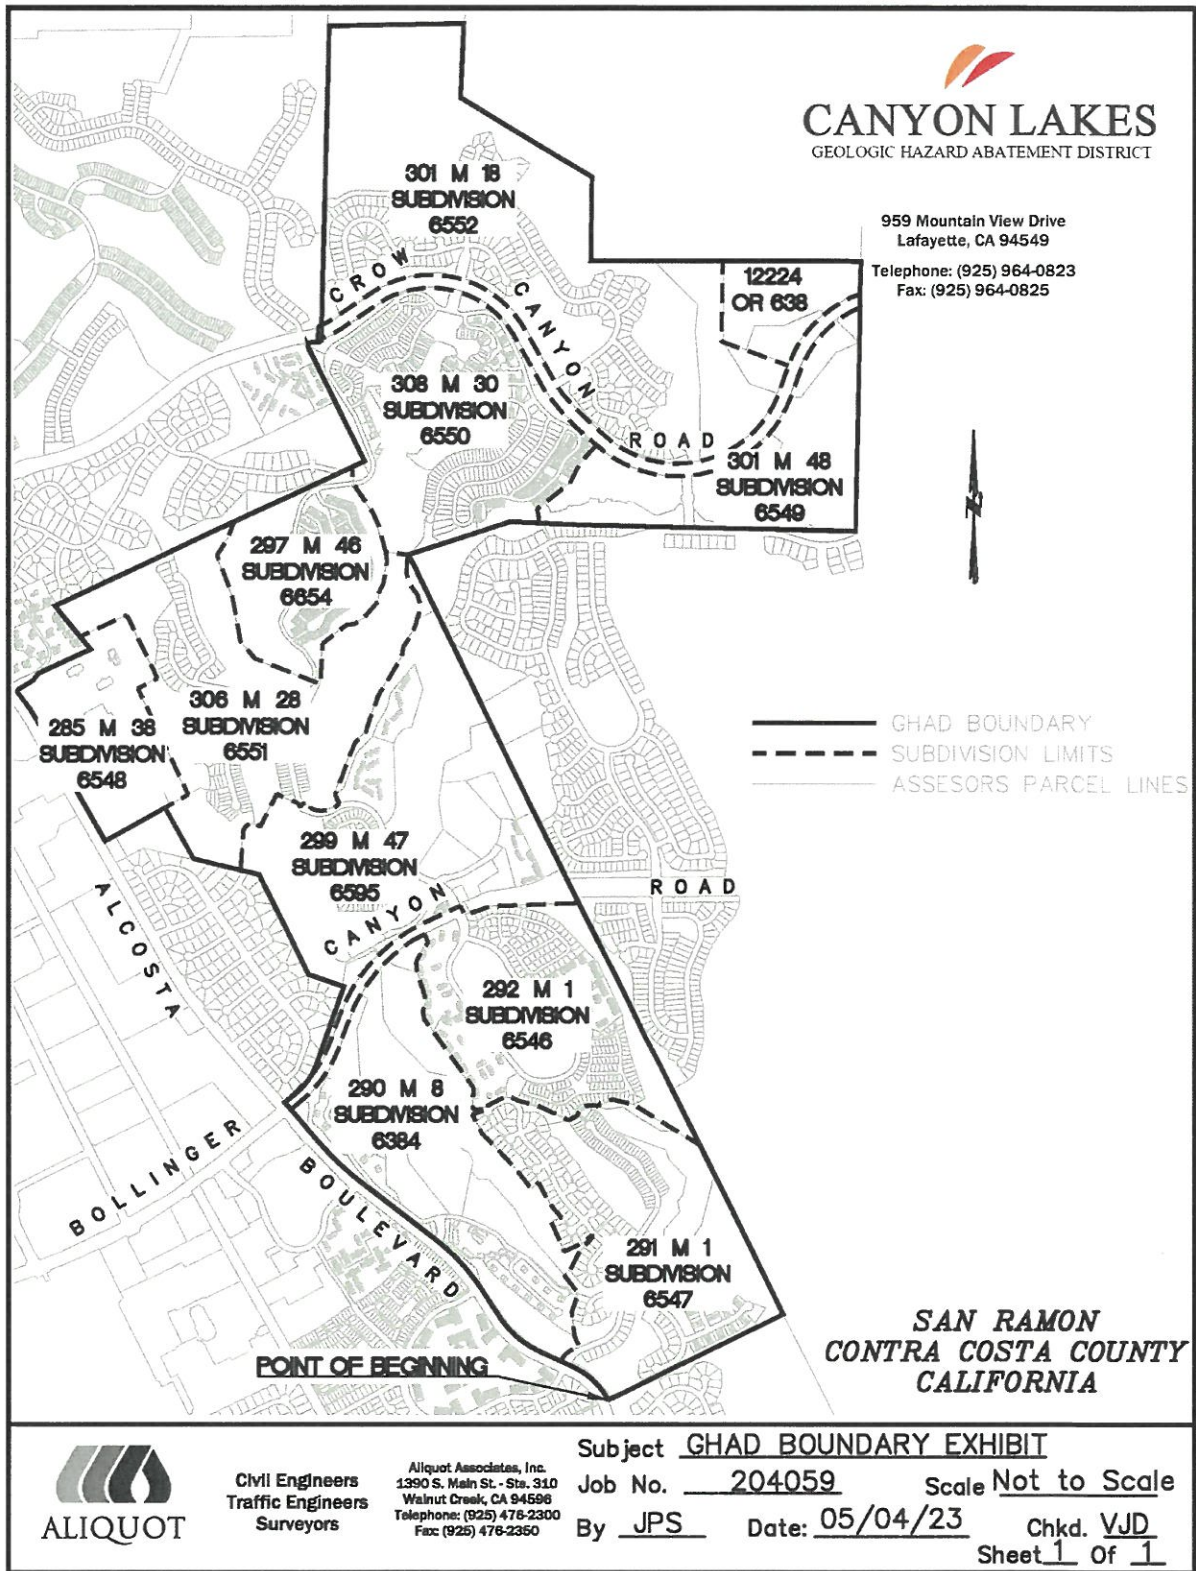 CANYON LAKES
GEOLOGIC HAZARD ABATEMENT DISTRICT
959 Mountain View Drive
Lafayette, CA 94549
Telephone: (925) 964-0823
Fax: (925) 964-0825
301 M 18
SUBDIVISION
6552
CROW
CANYON
ROAD
12224
OR 638
308 M 30
SUBDIVISION
6550
301 M 48
SUBDIVISION
6549
297 M 46
SUBDIVISION
6654
306 M 28
SUBDIVISION
6551
285 M 38
SUBDIVISION
6548
GHAD BOUNDARY
SUBDIVISION LIMITS
ASSESORS PARCEL LINES
299 M 47
SUBDIVISION
6595
ALCOSTA
CANYON
ROAD
292 M 1
SUBDIVISION
6546
290 M 8
SUBDIVISION
6384
BOLLINGER
BOULEVARD
291 M 1
SUBDIVISION
6547
POINT OF BEGINNING
SAN RAMON
CONTRA COSTA COUNTY
CALIFORNIA
N
ALIQUOT
Civil Engineers
Traffic Engineers
Surveyors
Aliquot Associates, Inc.
1390 S. Main St. - Ste. 310
Walnut Creek, CA 94596
Telephone: (925) 476-2300
Fax: (925) 476-2350
Subject GHAD BOUNDARY EXHIBIT
Job No. 204059 Scale Not to Scale
By JPS Date: 05/04/23 Chkd. VJD
Sheet 1 Of 1